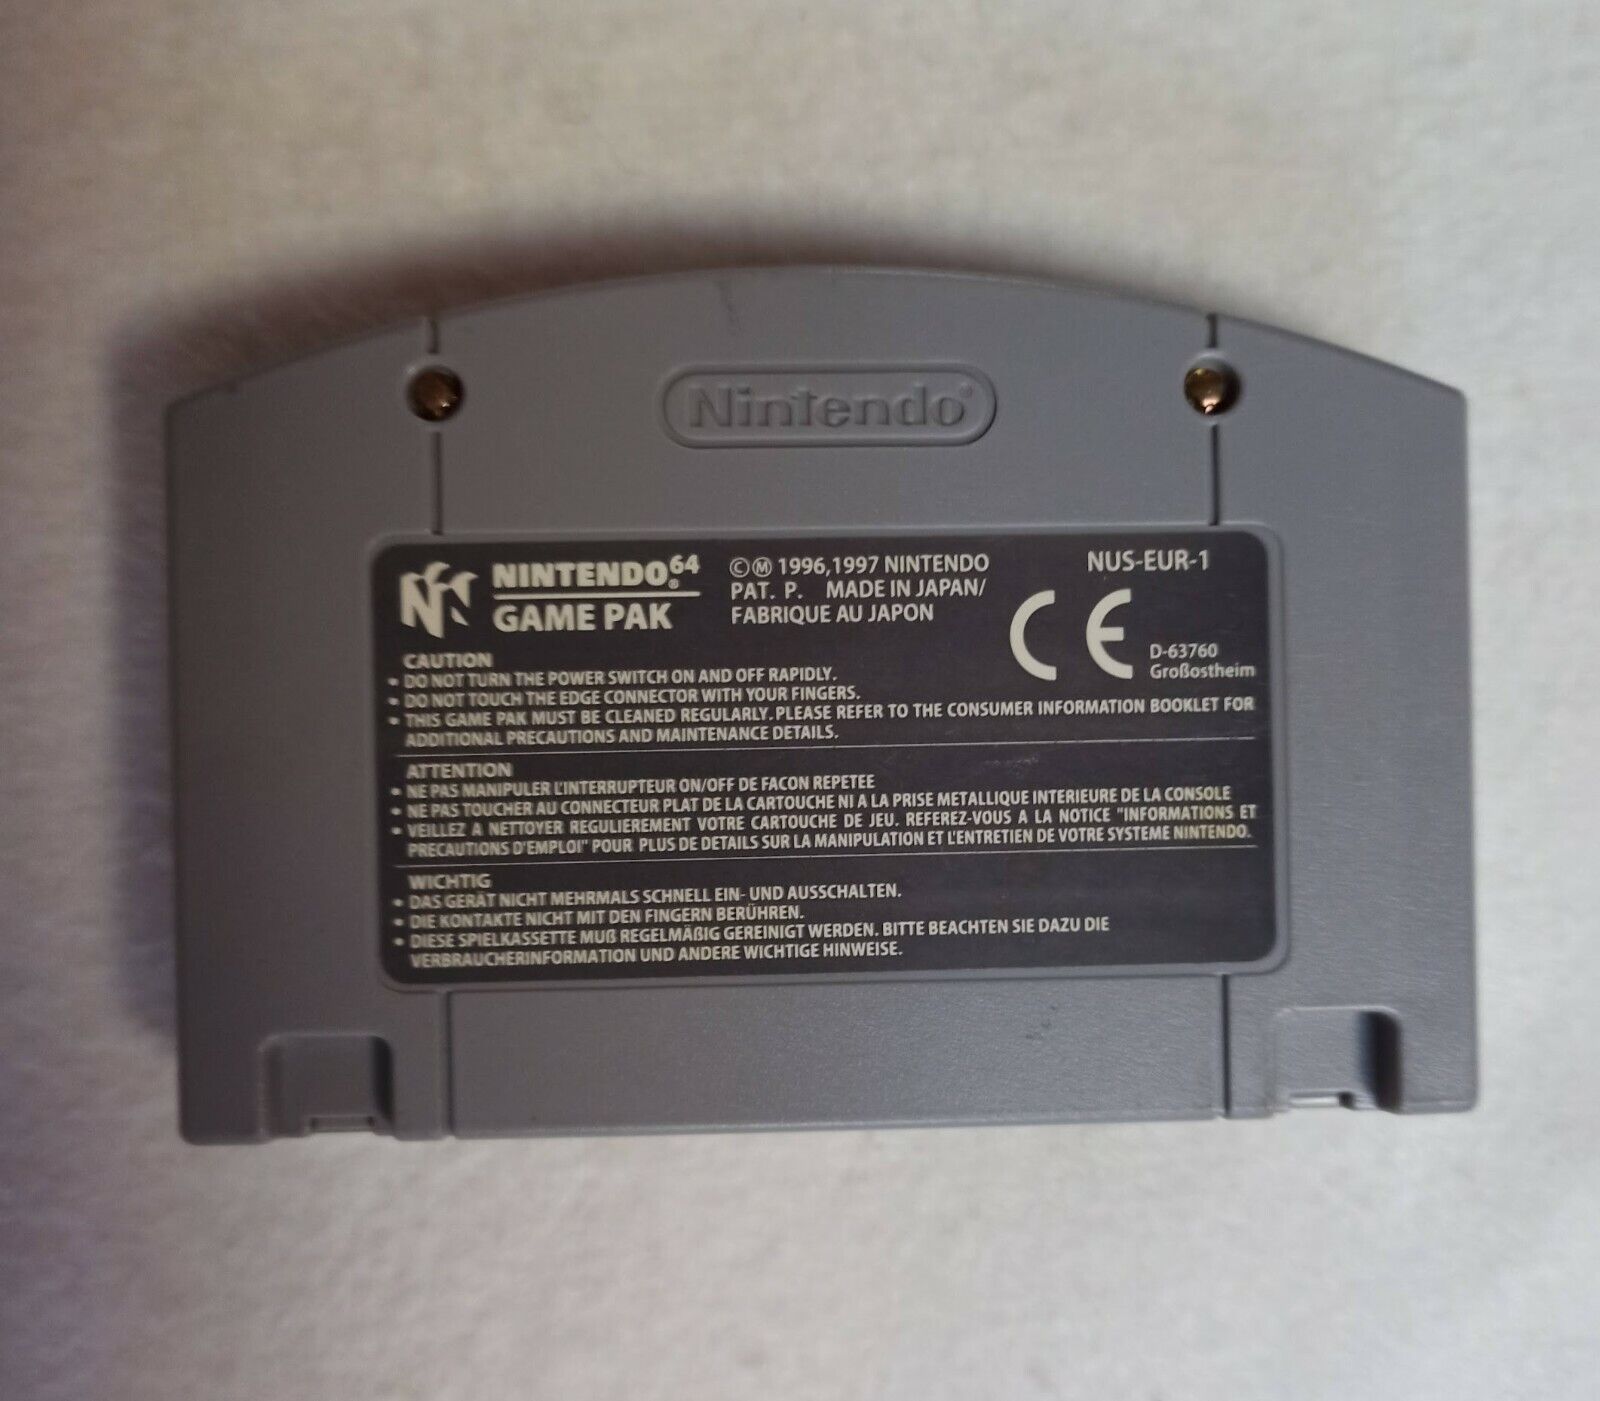 Nintendo®
NINTENDO64®
GAME PAK
©Ⓜ 1996,1997 NINTENDO
PAT. P. MADE IN JAPAN/
FABRIQUE AU JAPON
NUS-EUR-1
CE
D-63760
Großostheim
CAUTION
• DO NOT TURN THE POWER SWITCH ON AND OFF RAPIDLY.
• DO NOT TOUCH THE EDGE CONNECTOR WITH YOUR FINGERS.
• THIS GAME PAK MUST BE CLEANED REGULARLY. PLEASE REFER TO THE CONSUMER INFORMATION BOOKLET FOR
ADDITIONAL PRECAUTIONS AND MAINTENANCE DETAILS.
ATTENTION
• NE PAS MANIPULER L'INTERRUPTEUR ON/OFF DE FACON REPETEE
• NE PAS TOUCHER AU CONNECTEUR PLAT DE LA CARTOUCHE NI A LA PRISE METALLIQUE INTERIEURE DE LA CONSOLE
• VEILLEZ A NETTOYER REGULIEREMENT VOTRE CARTOUCHE DE JEU. REFEREZ-VOUS A LA NOTICE "INFORMATIONS ET
PRECAUTIONS D'EMPLOI" POUR PLUS DE DETAILS SUR LA MANIPULATION ET L'ENTRETIEN DE VOTRE SYSTEME NINTENDO.
WICHTIG
• DAS GERÄT NICHT MEHRMALS SCHNELL EIN- UND AUSSCHALTEN.
• DIE KONTAKTE NICHT MIT DEN FINGERN BERÜHREN.
• DIESE SPIELKASSETTE MUß REGELMÄßIG GEREINIGT WERDEN. BITTE BEACHTEN SIE DAZU DIE
VERBRAUCHERINFORMATION UND ANDERE WICHTIGE HINWEISE.